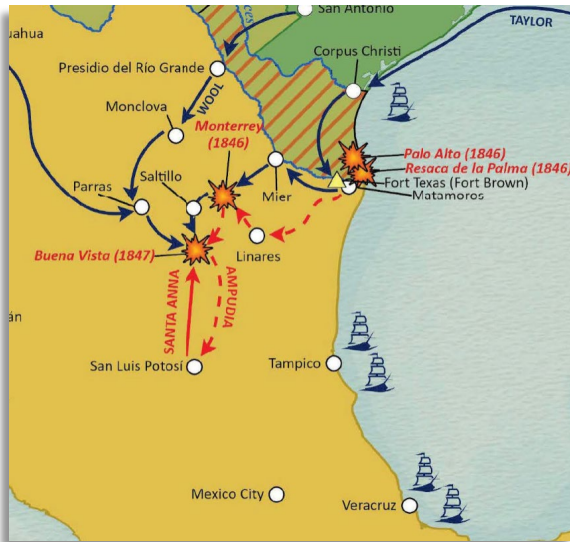 San Antonio
TAYLOR
uahua
Corpus Christi
Presidio del Río Grande
WOOL
Monclova
Monterrey
(1846)
Palo Alto (1846)
Resaca de la Palma (1846)
Fort Texas (Fort Brown)
Matamoros
Mier
Saltillo
Parras
Linares
Buena Vista (1847)
SANTA ANNA
AMPUDIA
án
San Luis Potosí
Tampico
Mexico City
Veracruz